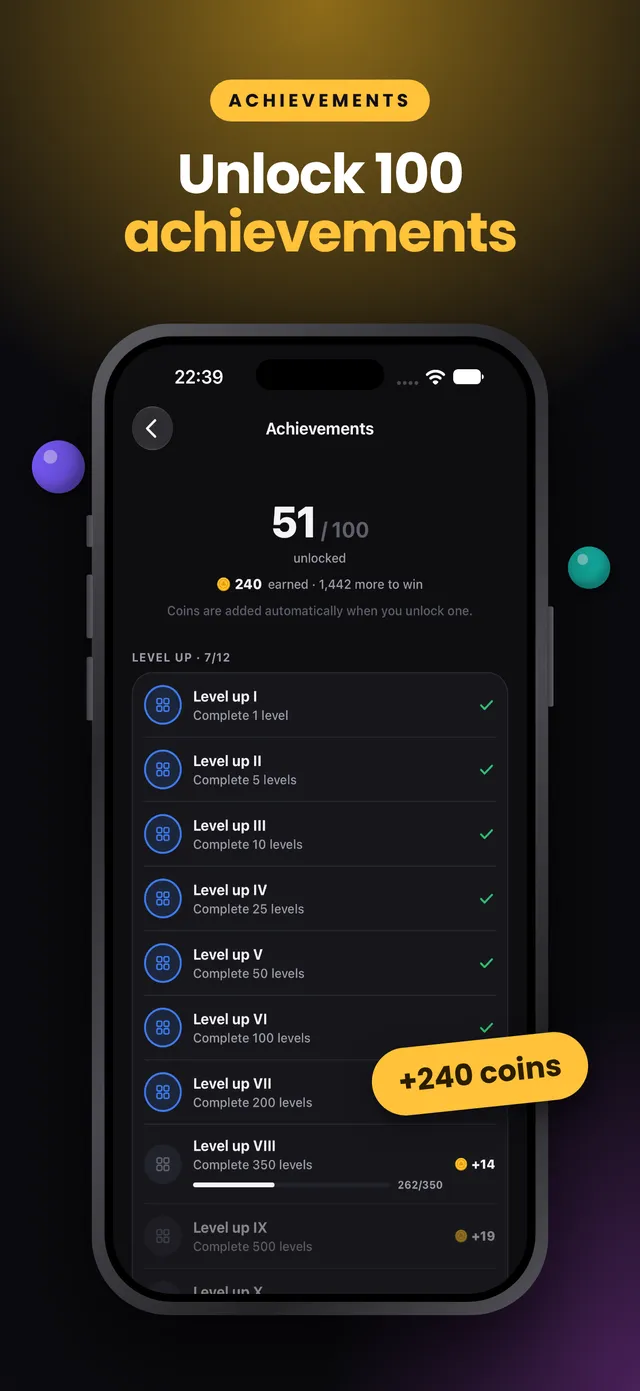 ACHIEVEMENTS
Unlock 100
achievements
22:39
Achievements
51 / 100
unlocked
240 earned · 1,442 more to win
Coins are added automatically when you unlock one.
LEVEL UP · 7/12
Level up I
Complete 1 level
Level up II
Complete 5 levels
Level up III
Complete 10 levels
Level up IV
Complete 25 levels
Level up V
Complete 50 levels
Level up VI
Complete 100 levels
+240 coins
Level up VII
Complete 200 levels
Level up VIII
Complete 350 levels
+14
262/350
Level up IX
Complete 500 levels
+19
Level up X